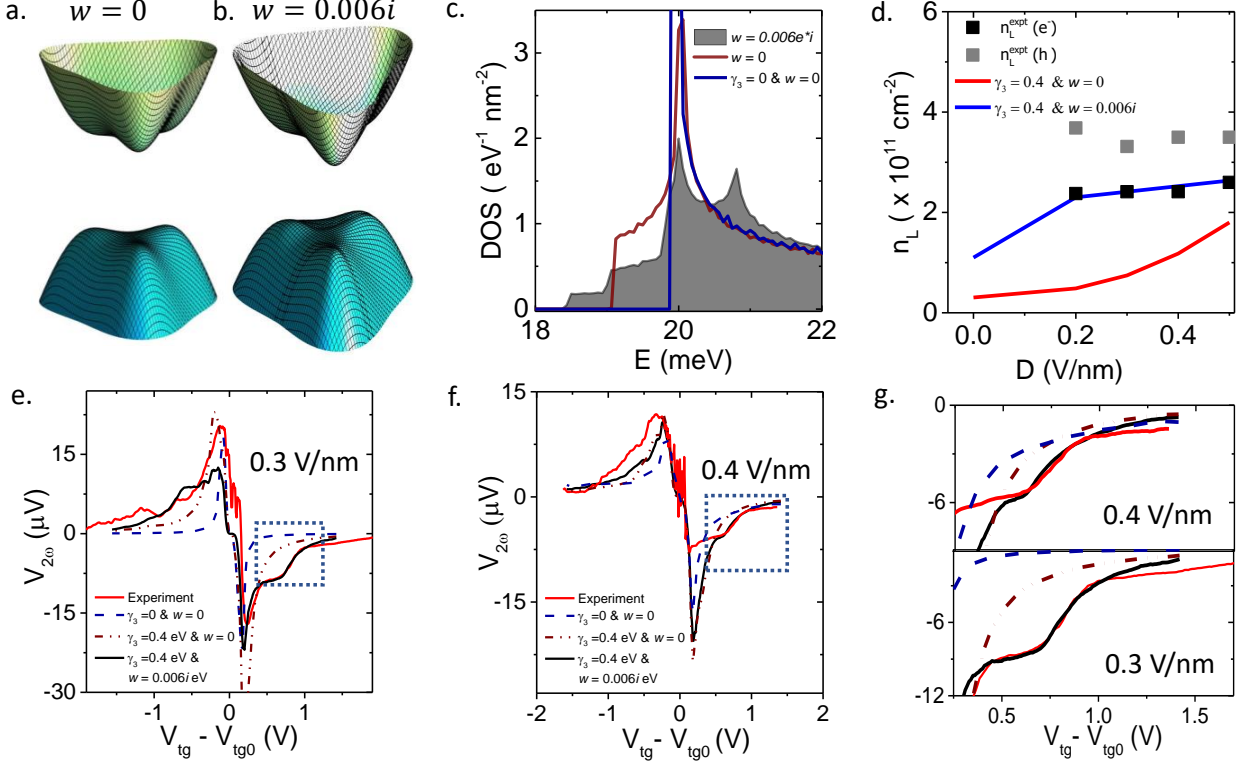 a. w = 0
b. w = 0.006i
c.
DOS ( eV⁻¹ nm⁻²)
3
2
1
0
w = 0.006e*i
w = 0
γ₃ = 0 & w = 0
18 20 22
E (meV)
d.
n_L ( x 10¹¹ cm⁻²)
6
4
2
0
n_L^expt (e⁻)
n_L^expt (h)
γ₃ = 0.4 & w = 0
γ₃ = 0.4 & w = 0.006i
0.0 0.2 0.4
D (V/nm)
e.
V₂ω (μV)
15
0
-15
-30
0.3 V/nm
Experiment
γ₃ =0 & w = 0
γ₃ =0.4 eV & w = 0
γ₃ =0.4 eV &
w = 0.006i eV
-1 0 1
V_tg - V_tg0 (V)
f.
V₂ω (μV)
15
0
-15
0.4 V/nm
Experiment
γ₃ =0 & w = 0
γ₃ =0.4 eV & w = 0
γ₃ =0.4 eV &
w = 0.006i eV
-2 -1 0 1 2
V_tg - V_tg0 (V)
g.
0
-6
0.4 V/nm
-6
-12
0.3 V/nm
0.5 1.0 1.5
V_tg - V_tg0 (V)